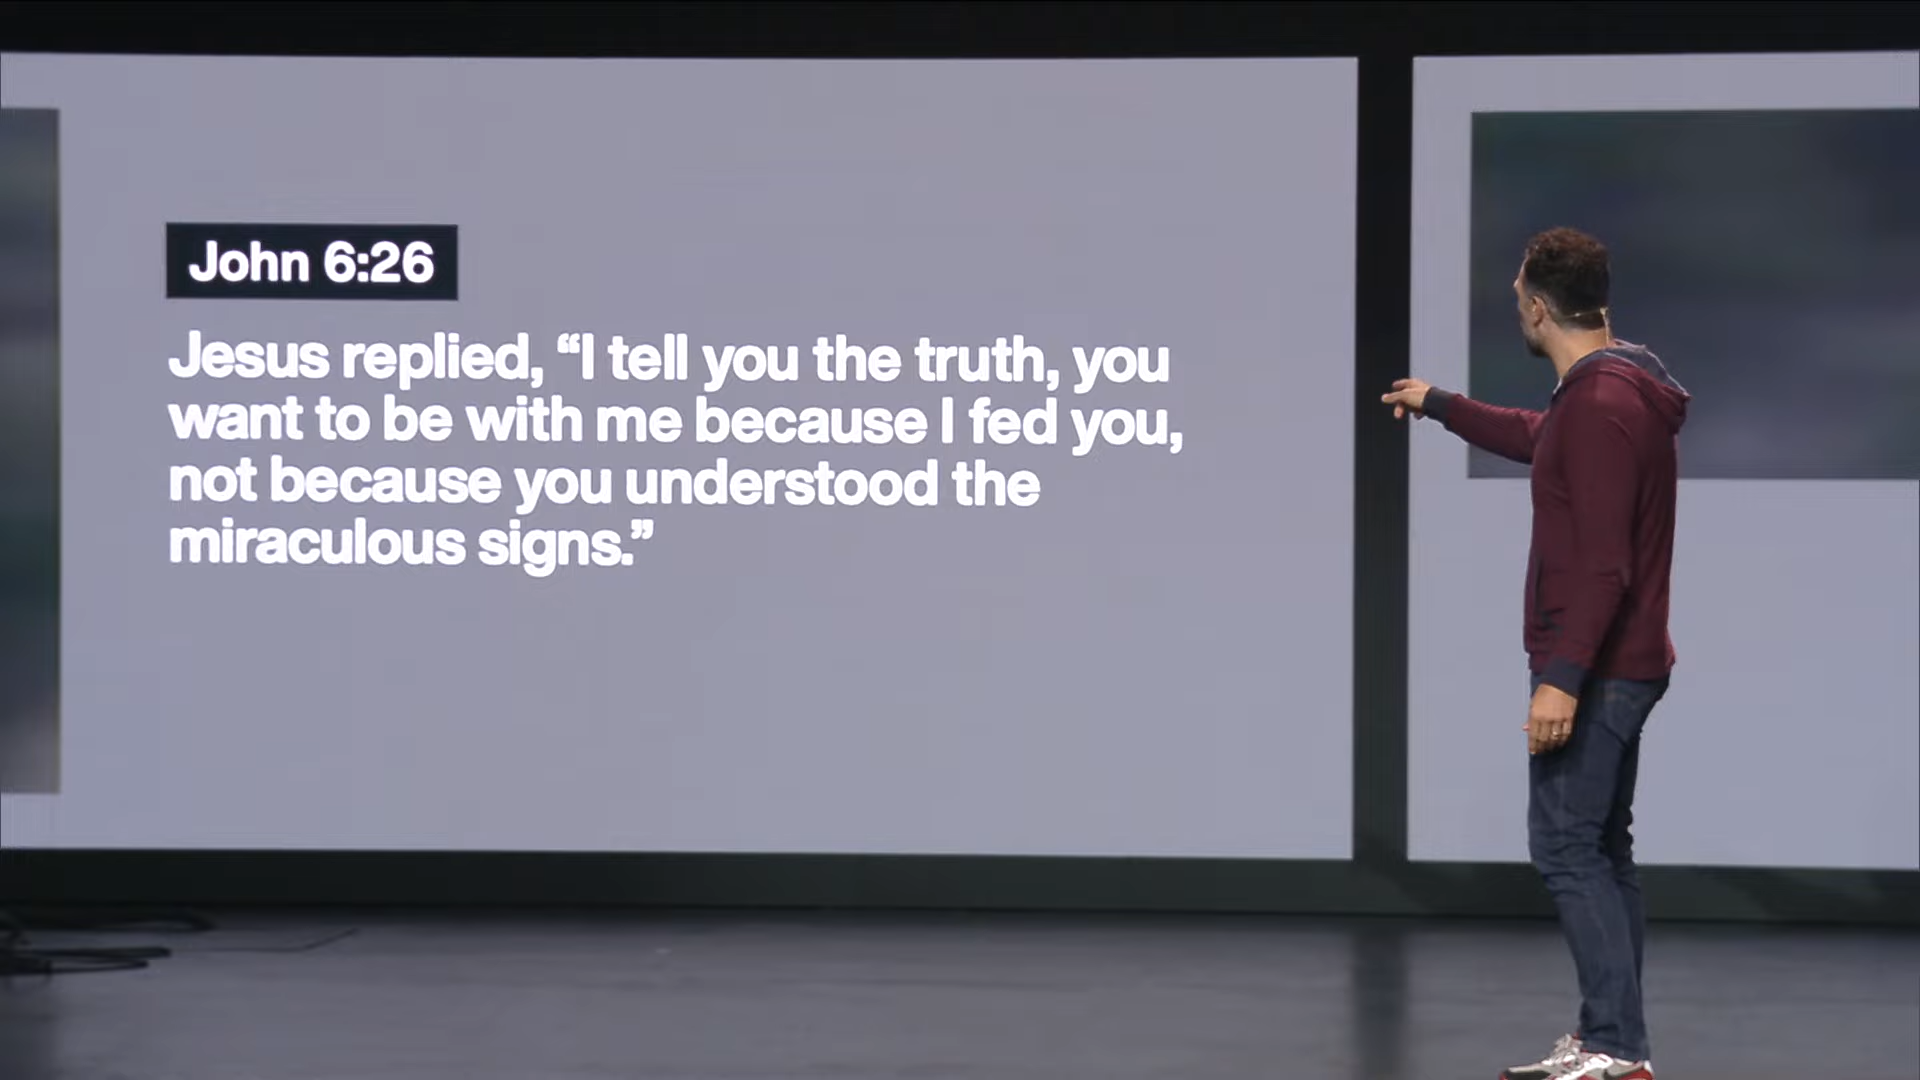 John 6:26
Jesus replied, “I tell you the truth, you
want to be with me because I fed you,
not because you understood the
miraculous signs.”